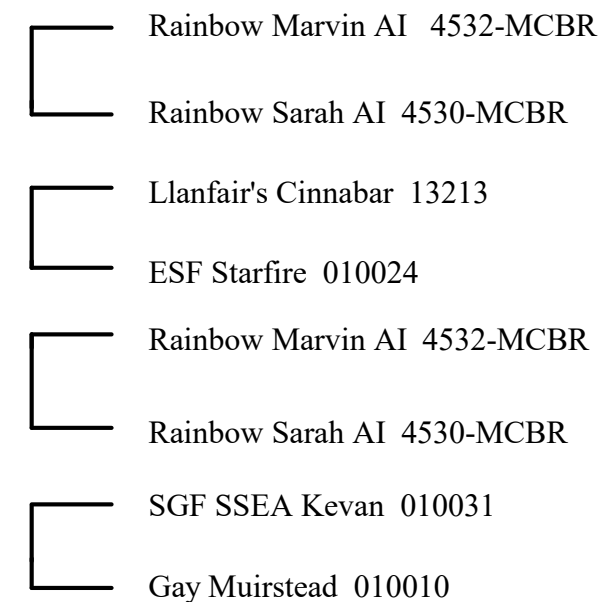 Rainbow Marvin AI 4532-MCBR
Rainbow Sarah AI 4530-MCBR
Llanfair's Cinnabar 13213
ESF Starfire 010024
Rainbow Marvin AI 4532-MCBR
Rainbow Sarah AI 4530-MCBR
SGF SSEA Kevan 010031
Gay Muirstead 010010